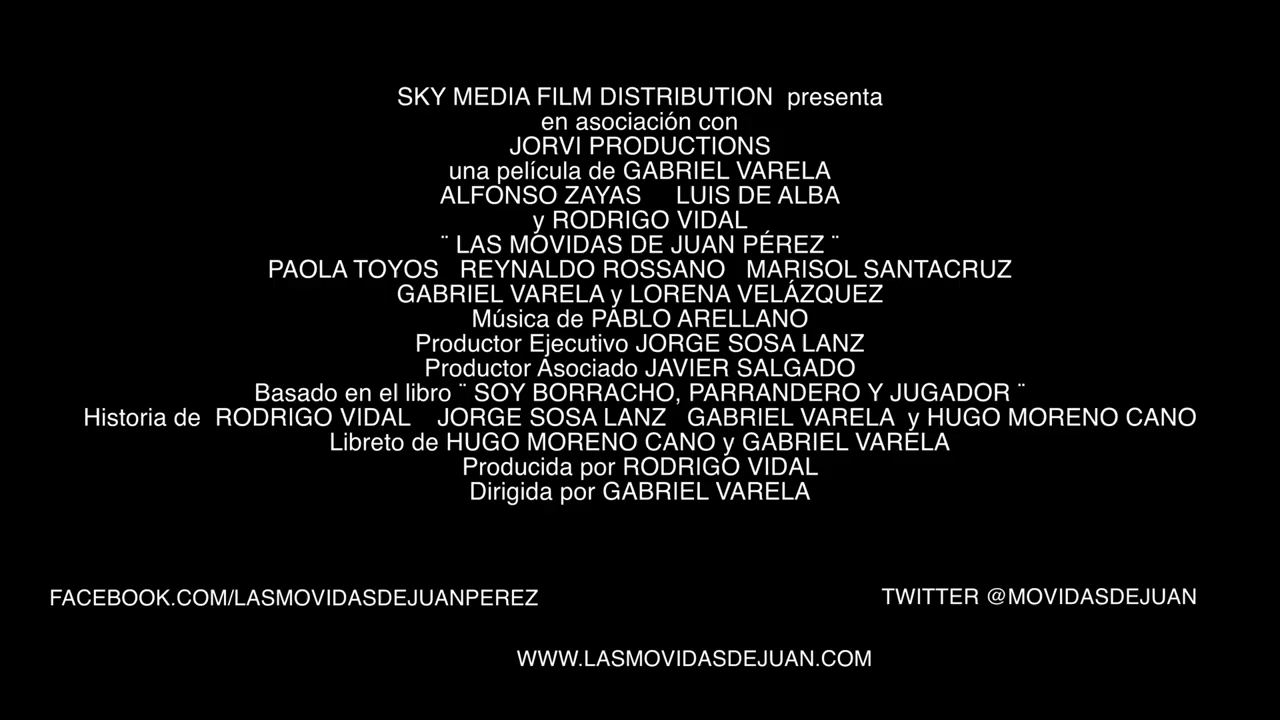 SKY MEDIA FILM DISTRIBUTION presenta
en asociación con
JORVI PRODUCTIONS
una película de GABRIEL VARELA
ALFONSO ZAYAS LUIS DE ALBA
y RODRIGO VIDAL
¨ LAS MOVIDAS DE JUAN PÉREZ ¨
PAOLA TOYOS REYNALDO ROSSANO MARISOL SANTACRUZ
GABRIEL VARELA y LORENA VELÁZQUEZ
Música de PABLO ARELLANO
Productor Ejecutivo JORGE SOSA LANZ
Productor Asociado JAVIER SALGADO
Basado en el libro ¨ SOY BORRACHO, PARRANDERO Y JUGADOR ¨
Historia de RODRIGO VIDAL JORGE SOSA LANZ GABRIEL VARELA y HUGO MORENO CANO
Libreto de HUGO MORENO CANO y GABRIEL VARELA
Producida por RODRIGO VIDAL
Dirigida por GABRIEL VARELA
FACEBOOK.COM/LASMOVIDASDEJUANPEREZ
TWITTER @MOVIDASDEJUAN
WWW.LASMOVIDASDEJUAN.COM